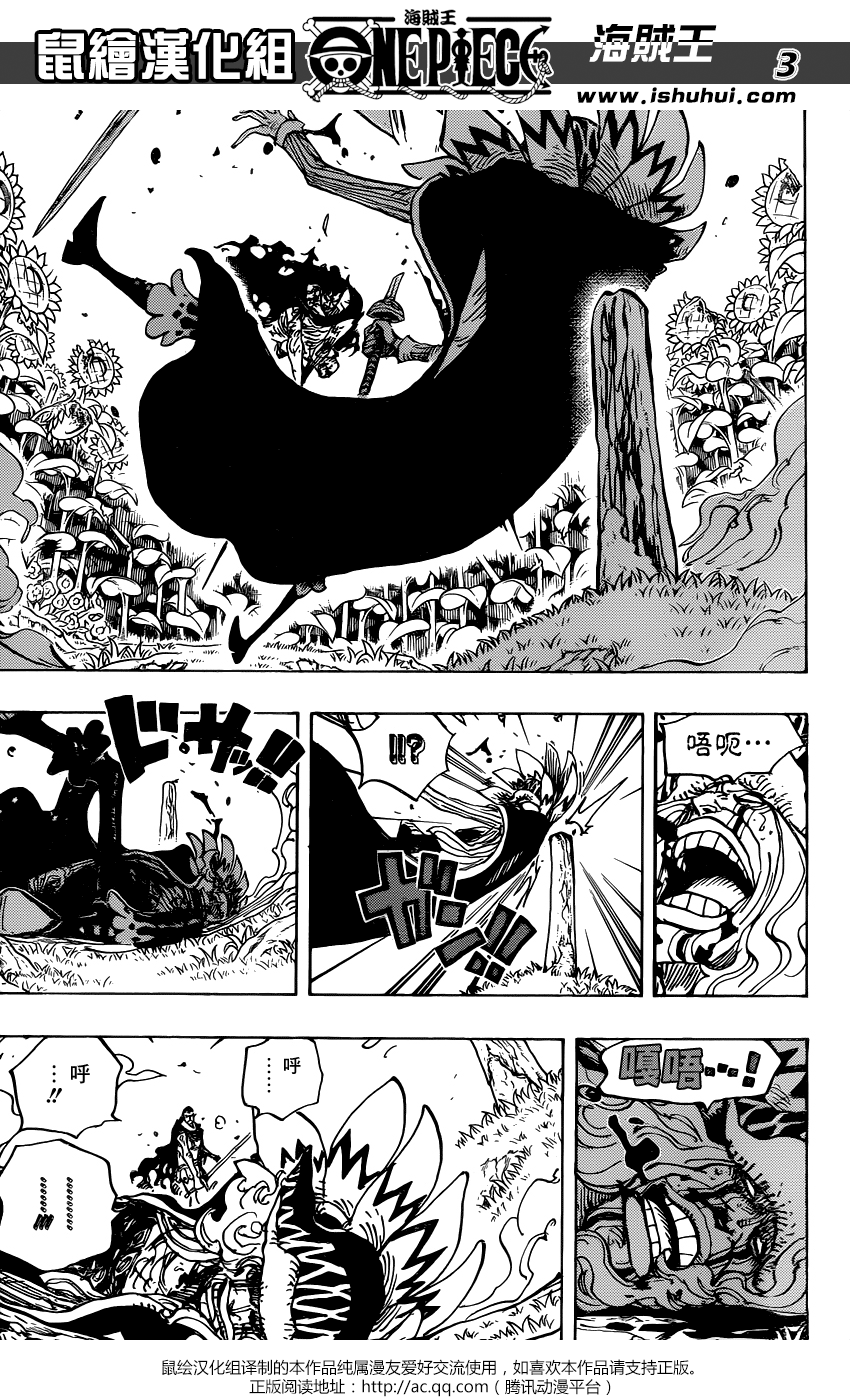 鼠繪漢化組
海賊王
ONE PIECE
海賊王
3
www.ishuhui.com
唔呃…
!!?
ガーン!!
ドサッ!!
嘎唔…!
呼
…
呼
…!!
………
………!!!
鼠绘汉化组译制的本作品纯属漫友爱好交流使用，如喜欢本作品请支持正版。
正版阅读地址：http://ac.qq.com（腾讯动漫平台）